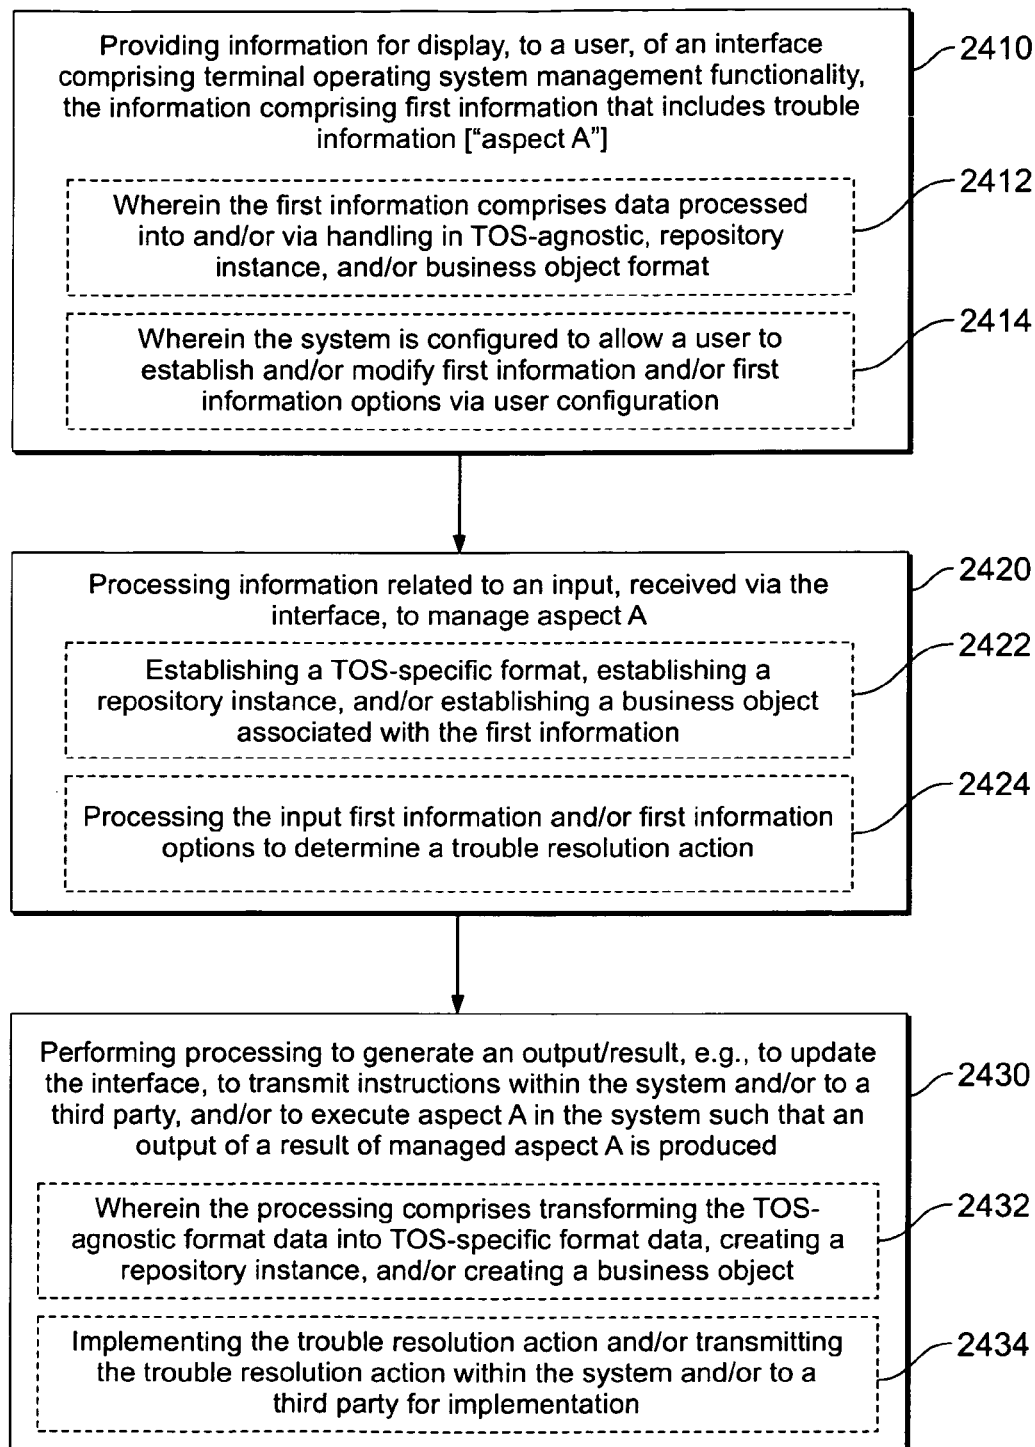 Providing information for display, to a user, of an interface
comprising terminal operating system management functionality,
the information comprising first information that includes trouble
information ["aspect A"]
2410
Wherein the first information comprises data processed
into and/or via handling in TOS-agnostic, repository
instance, and/or business object format
2412
Wherein the system is configured to allow a user to
establish and/or modify first information and/or first
information options via user configuration
2414
Processing information related to an input, received via the
interface, to manage aspect A
2420
Establishing a TOS-specific format, establishing a
repository instance, and/or establishing a business object
associated with the first information
2422
Processing the input first information and/or first information
options to determine a trouble resolution action
2424
Performing processing to generate an output/result, e.g., to update
the interface, to transmit instructions within the system and/or to a
third party, and/or to execute aspect A in the system such that an
output of a result of managed aspect A is produced
2430
Wherein the processing comprises transforming the TOS-
agnostic format data into TOS-specific format data, creating a
repository instance, and/or creating a business object
2432
Implementing the trouble resolution action and/or transmitting
the trouble resolution action within the system and/or to a
third party for implementation
2434